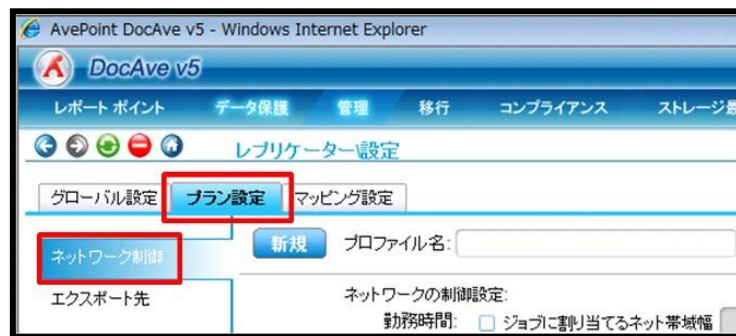 AvePoint DocAve v5 - Windows Internet Explorer
DocAve v5
レポート ポイント データ保護 管理 移行 コンプライアンス ストレージ最
レプリケーター\設定
グローバル設定 プラン設定 マッピング設定
ネットワーク制御 新規 プロファイル名:
エクスポート先 ネットワークの制御設定:
勤務時間: ジョブに割り当てるネット帯域幅